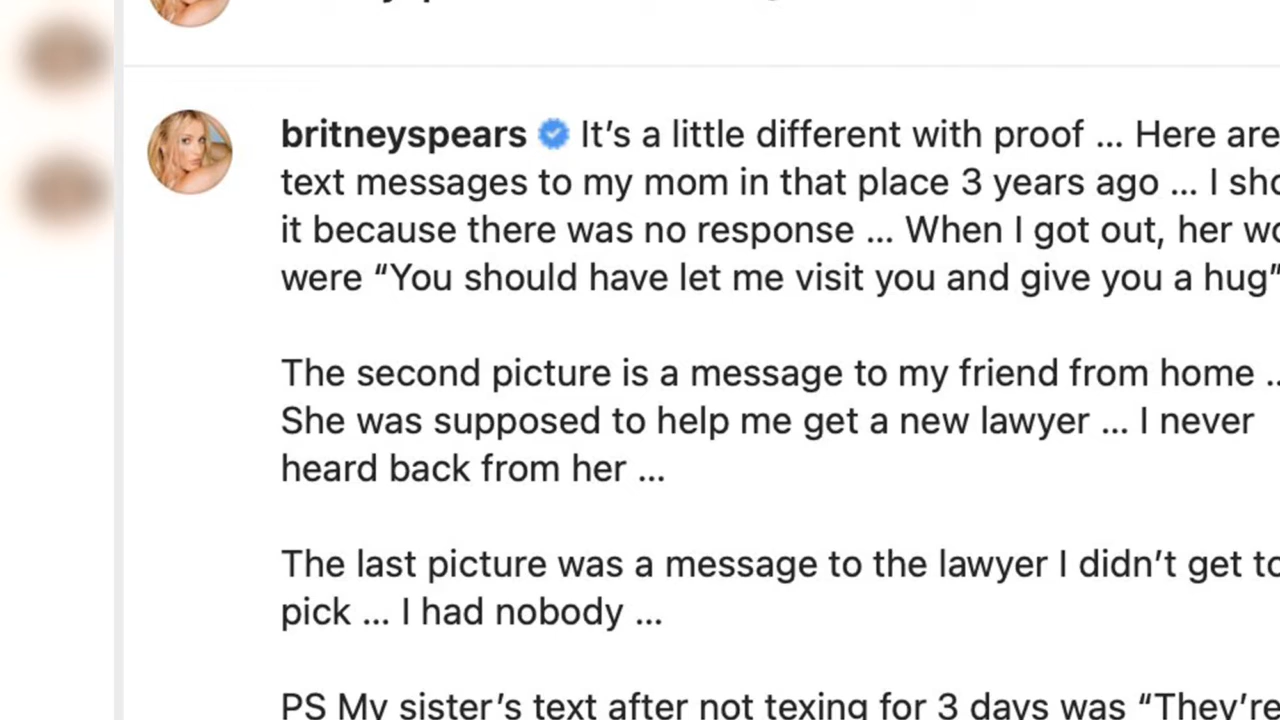 britneyspears It’s a little different with proof ... Here are
text messages to my mom in that place 3 years ago ... I
it because there was no response ... When I got out, her
were “You should have let me visit you and give you a hug”
The second picture is a message to my friend from home ..
She was supposed to help me get a new lawyer ... I never
heard back from her ...
The last picture was a message to the lawyer I didn’t get to
pick ... I had nobody ...
PS My sister’s text after not texing for 3 days was “They’re